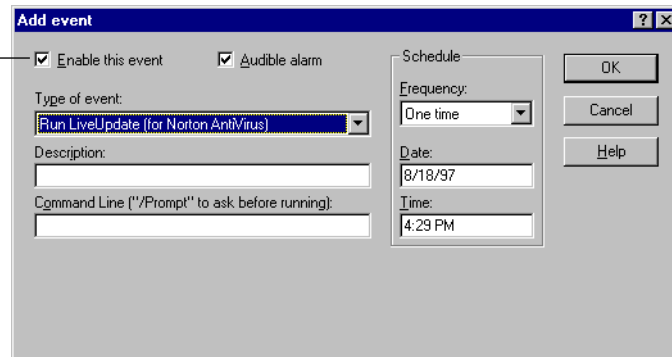 Add event
Enable this event
Audible alarm
Type of event:
Run LiveUpdate (for Norton AntiVirus)
Description:
Command Line ("/Prompt" to ask before running):
Schedule
Frequency:
One time
Date:
8/18/97
Time:
4:29 PM
OK
Cancel
Help